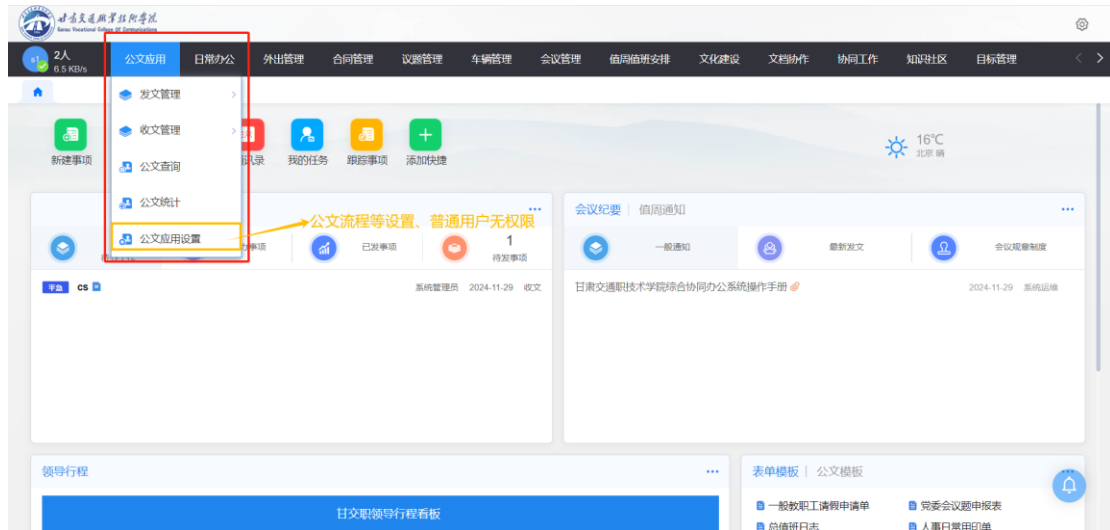 甘肃交通职业技术学院
Gansu Vocational College Of Communications
s1 2人
6.5 KB/s
公文应用 日常办公 外出管理 合同管理 议题管理 车辆管理 会议管理 值周值班安排 文化建设 文档协作 协同工作 知识社区 目标管理
发文管理
收文管理
公文查询
公文统计
公文应用设置
新建事项 讯录 我的任务 跟踪事项 添加快捷
16℃
北京 晴
公文流程等设置、普通用户无权限
办事项 已发事项 1
待发事项
会议纪要 值周通知
一般通知 最新发文 会议规章制度
平急 cs 系统管理员 2024-11-29 收文
甘肃交通职技术学院综合协同办公系统操作手册 2024-11-29 系统运维
领导行程
甘交职领导行程看板
表单模板 公文模板
一般教职工请假申请单 党委会议题申报表
总值班日志 人事日常用印单